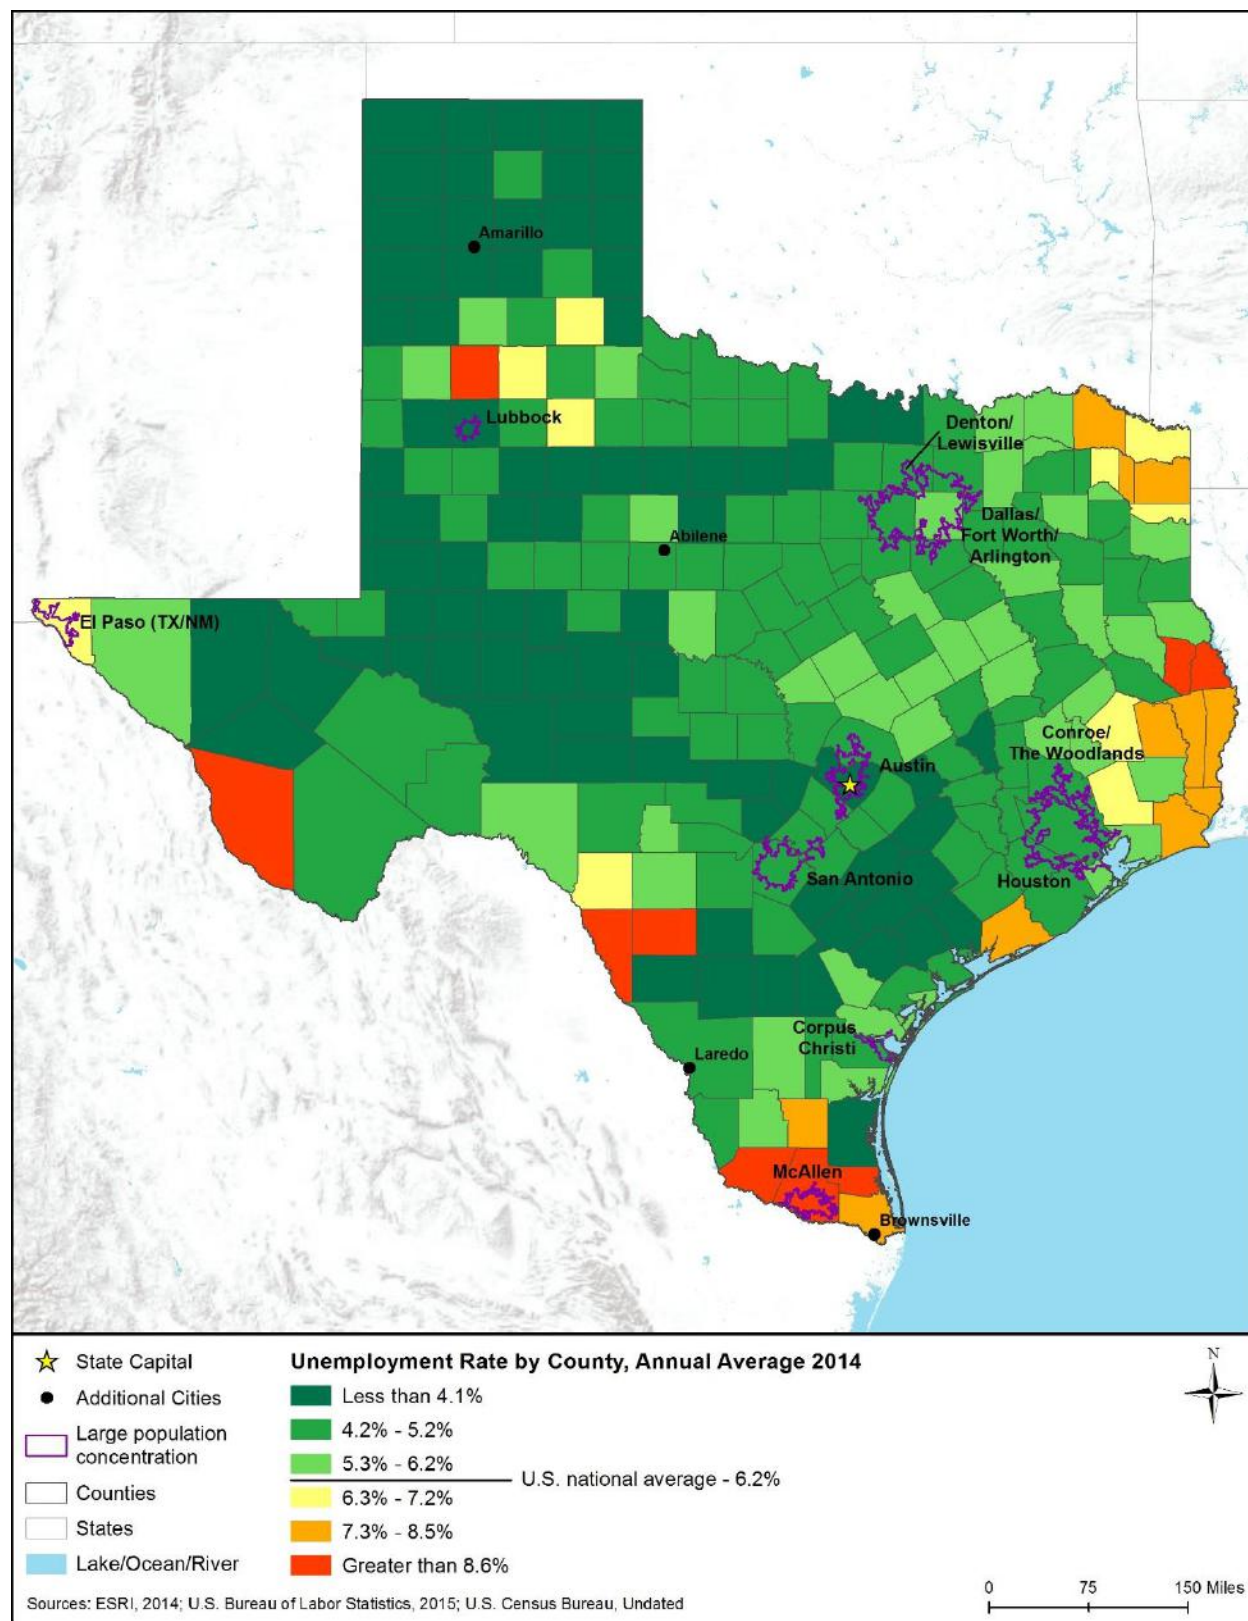 Amarillo
Lubbock
Denton/
Lewisville
Dallas/
Fort Worth/
Arlington
Abilene
El Paso (TX/NM)
Conroe/
The Woodlands
Austin
San Antonio
Houston
Corpus
Christi
Laredo
McAllen
Brownsville
State Capital
Additional Cities
Large population
concentration
Counties
States
Lake/Ocean/River
Unemployment Rate by County, Annual Average 2014
Less than 4.1%
4.2% - 5.2%
5.3% - 6.2%
U.S. national average - 6.2%
6.3% - 7.2%
7.3% - 8.5%
Greater than 8.6%
N
0 75 150 Miles
Sources: ESRI, 2014; U.S. Bureau of Labor Statistics, 2015; U.S. Census Bureau, Undated